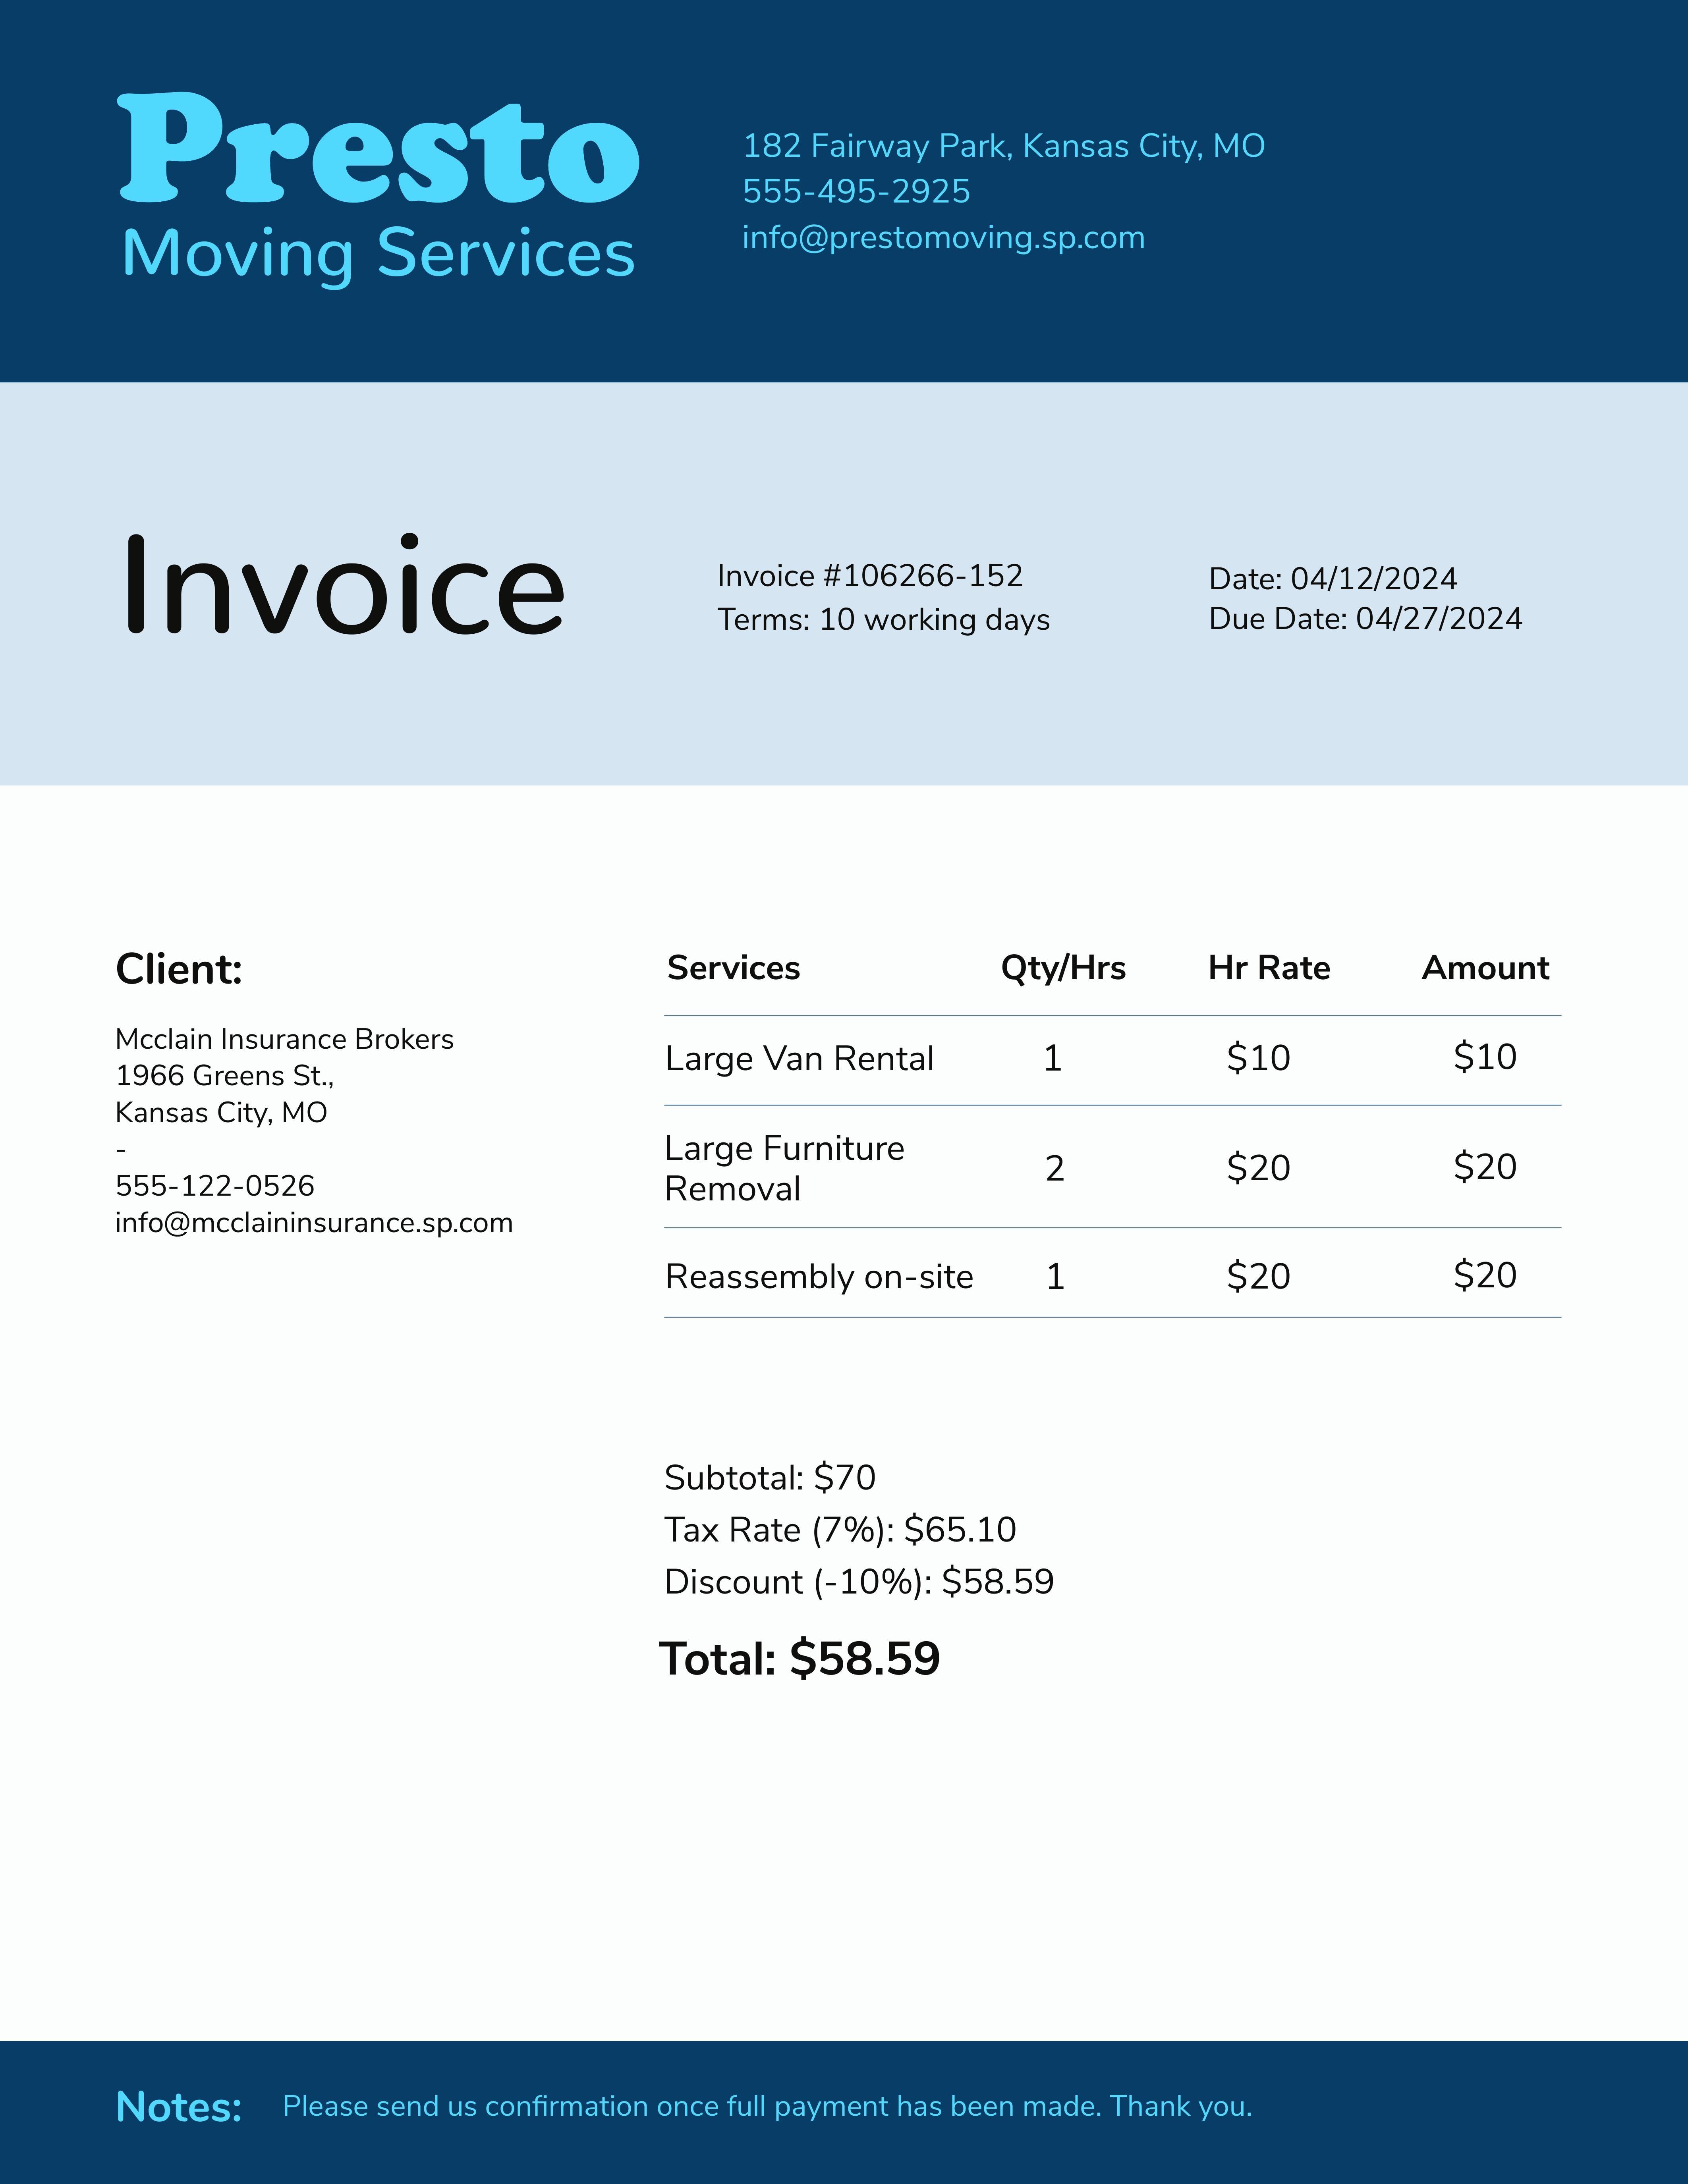 Presto
Moving Services
182 Fairway Park, Kansas City, MO
555-495-2925
info@prestomoving.sp.com
Invoice
Invoice #106266-152
Terms: 10 working days
Date: 04/12/2024
Due Date: 04/27/2024
Client:
Mcclain Insurance Brokers
1966 Greens St.,
Kansas City, MO
-
555-122-0526
info@mcclaininsurance.sp.com
Services Qty/Hrs Hr Rate Amount
Large Van Rental 1 $10 $10
Large Furniture
Removal 2 $20 $20
Reassembly on-site 1 $20 $20
Subtotal: $70
Tax Rate (7%): $65.10
Discount (-10%): $58.59
Total: $58.59
Notes: Please send us confirmation once full payment has been made. Thank you.